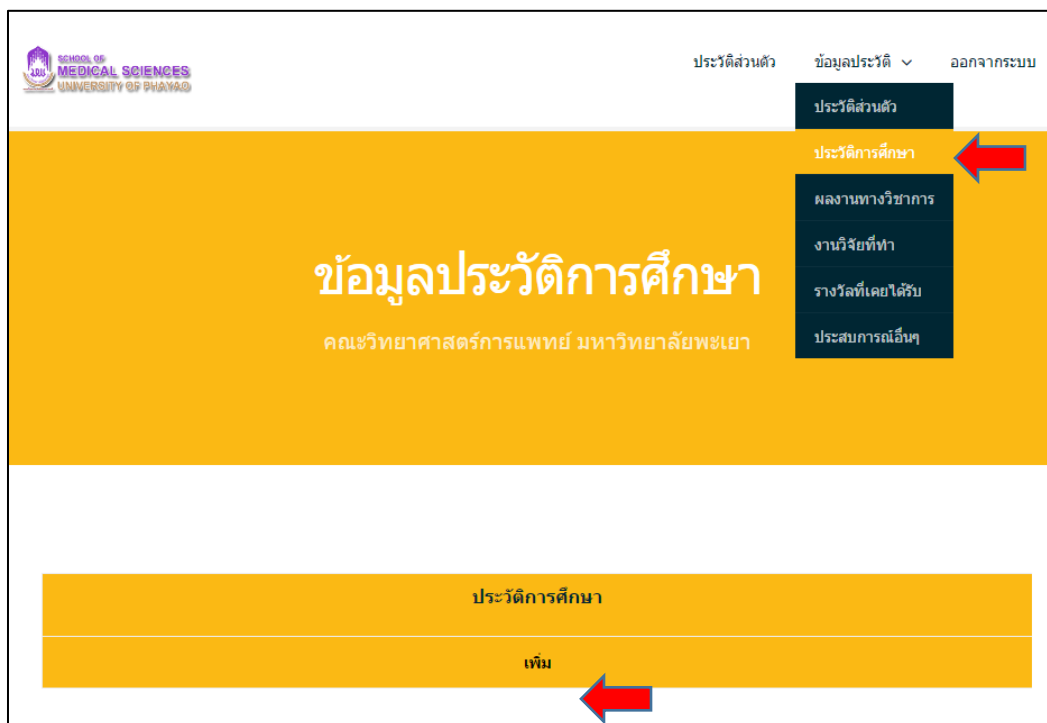 SCHOOL OF
MEDICAL SCIENCES
UNIVERSITY OF PHAYAO
ประวัติส่วนตัว ข้อมูลประวัติ ออกจากระบบ
ประวัติส่วนตัว
ประวัติการศึกษา
ผลงานทางวิชาการ
งานวิจัยที่ทำ
รางวัลที่เคยได้รับ
ประสบการณ์อื่นๆ
ข้อมูลประวัติการศึกษา
คณะวิทยาศาสตร์การแพทย์ มหาวิทยาลัยพะเยา
ประวัติการศึกษา
เพิ่ม